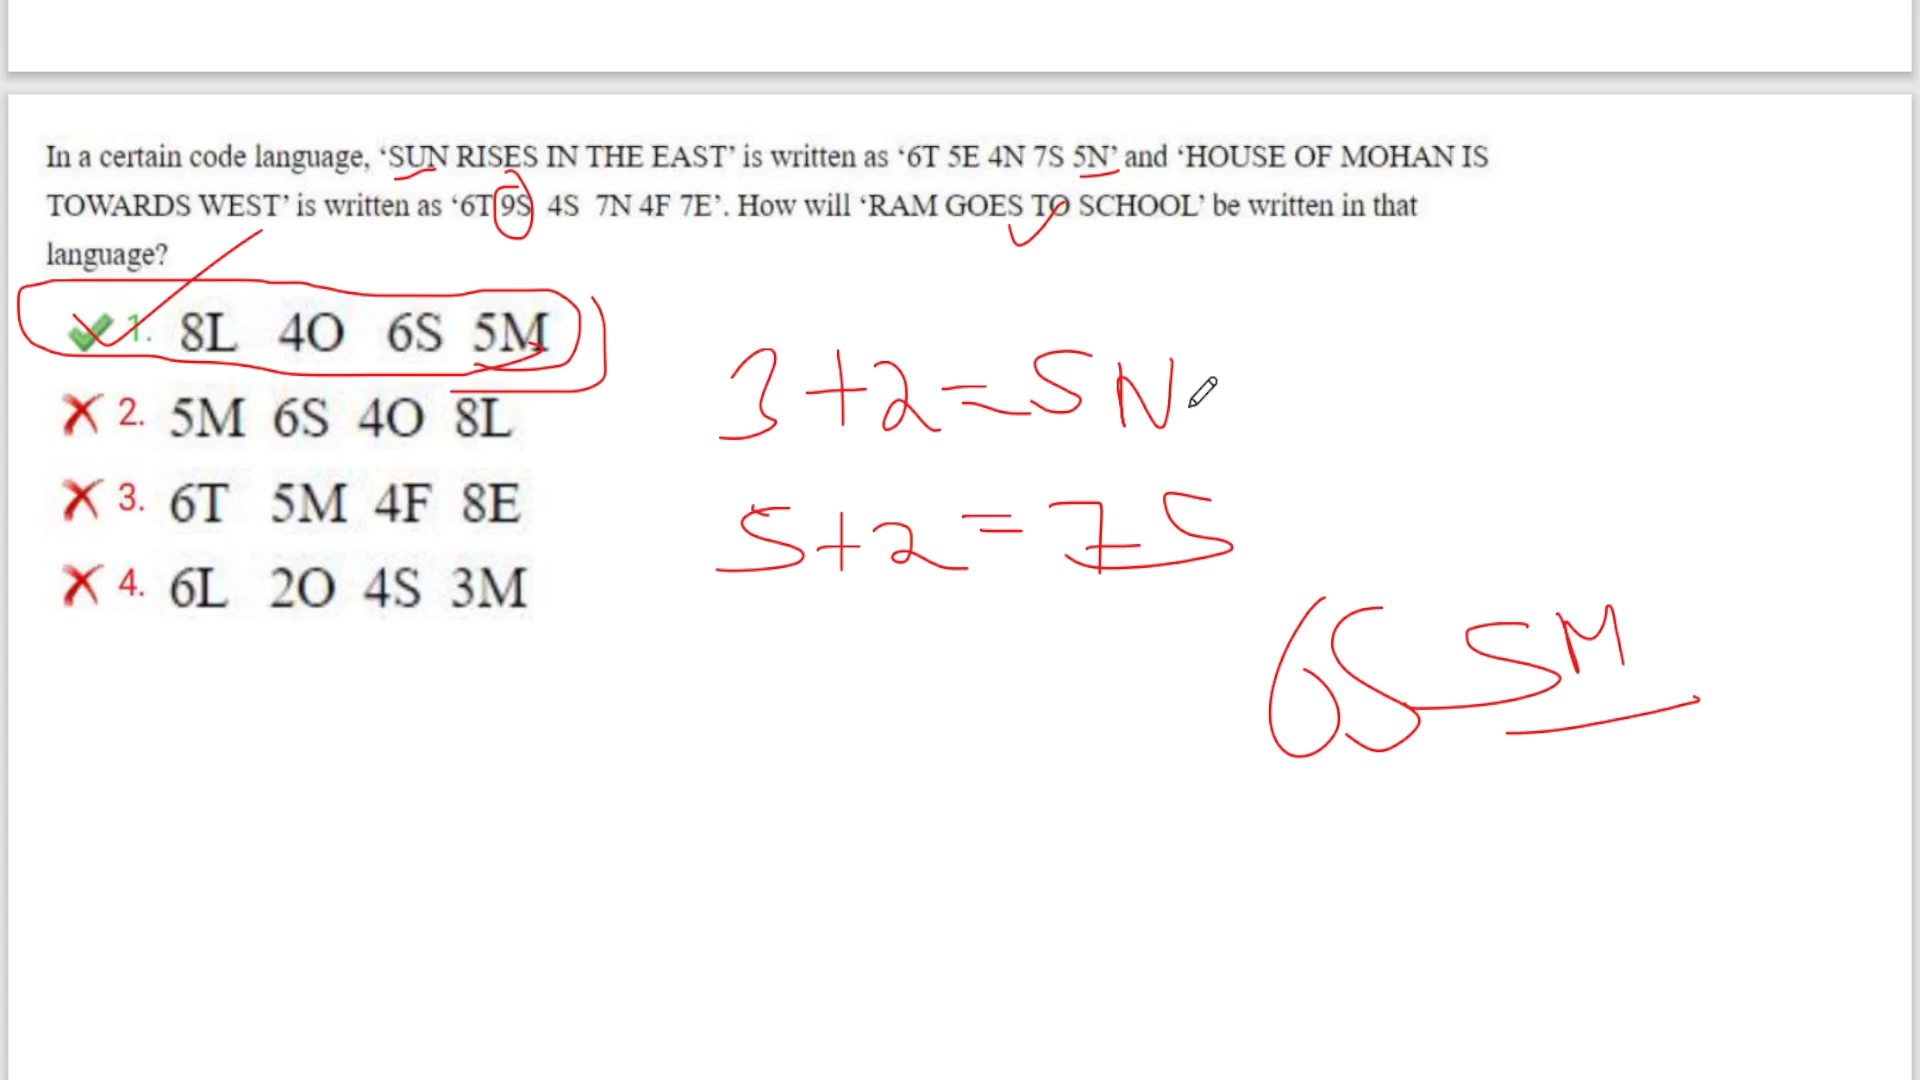 In a certain code language, ‘SUN RISES IN THE EAST’ is written as ‘6T 5E 4N 7S 5N’ and ‘HOUSE OF MOHAN IS
TOWARDS WEST’ is written as ‘6T 9S 4S 7N 4F 7E’. How will ‘RAM GOES TO SCHOOL’ be written in that
language?
1. 8L 4O 6S 5M
2. 5M 6S 4O 8L
3. 6T 5M 4F 8E
4. 6L 2O 4S 3M
3+2=5N
5+2=7S
6S 5M